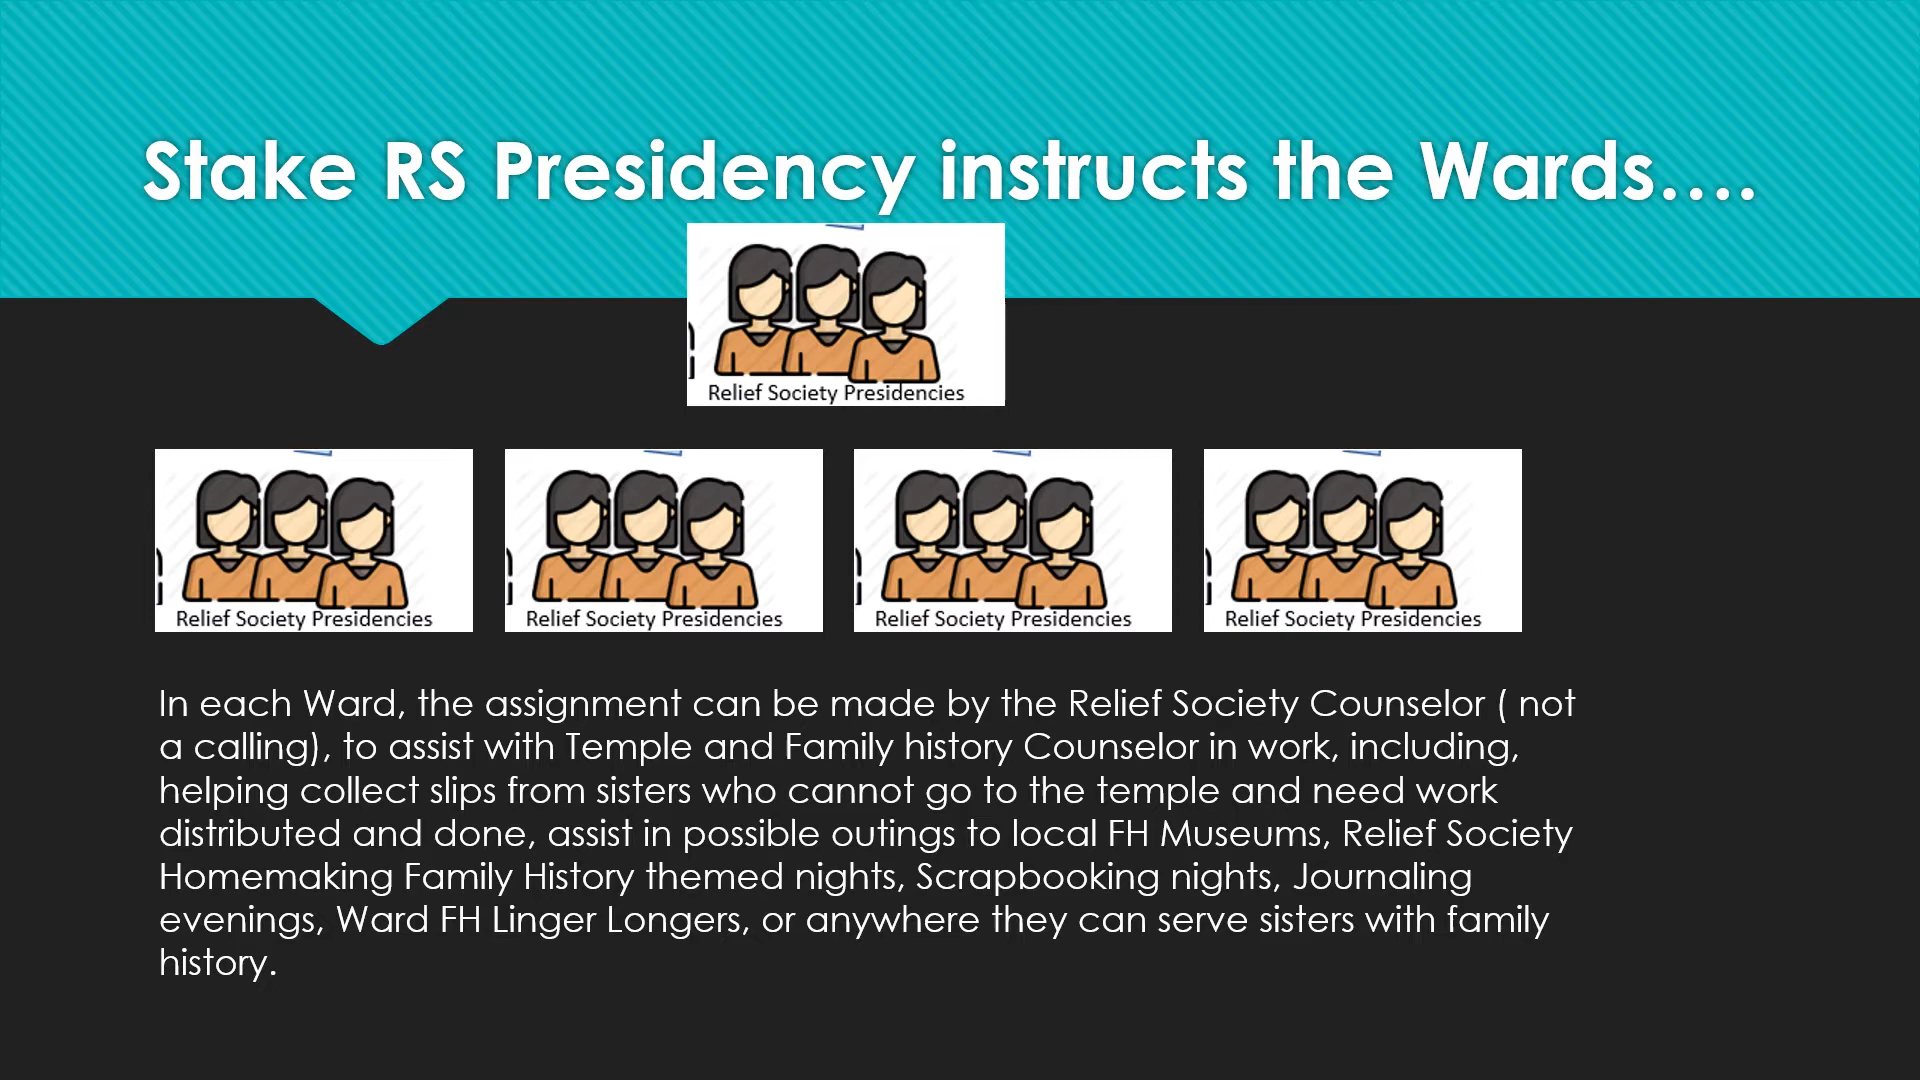 Stake RS Presidency instructs the Wards….
Relief Society Presidencies
Relief Society Presidencies
Relief Society Presidencies
Relief Society Presidencies
Relief Society Presidencies
In each Ward, the assignment can be made by the Relief Society Counselor ( not
a calling), to assist with Temple and Family history Counselor in work, including,
helping collect slips from sisters who cannot go to the temple and need work
distributed and done, assist in possible outings to local FH Museums, Relief Society
Homemaking Family History themed nights, Scrapbooking nights, Journaling
evenings, Ward FH Linger Longers, or anywhere they can serve sisters with family
history.